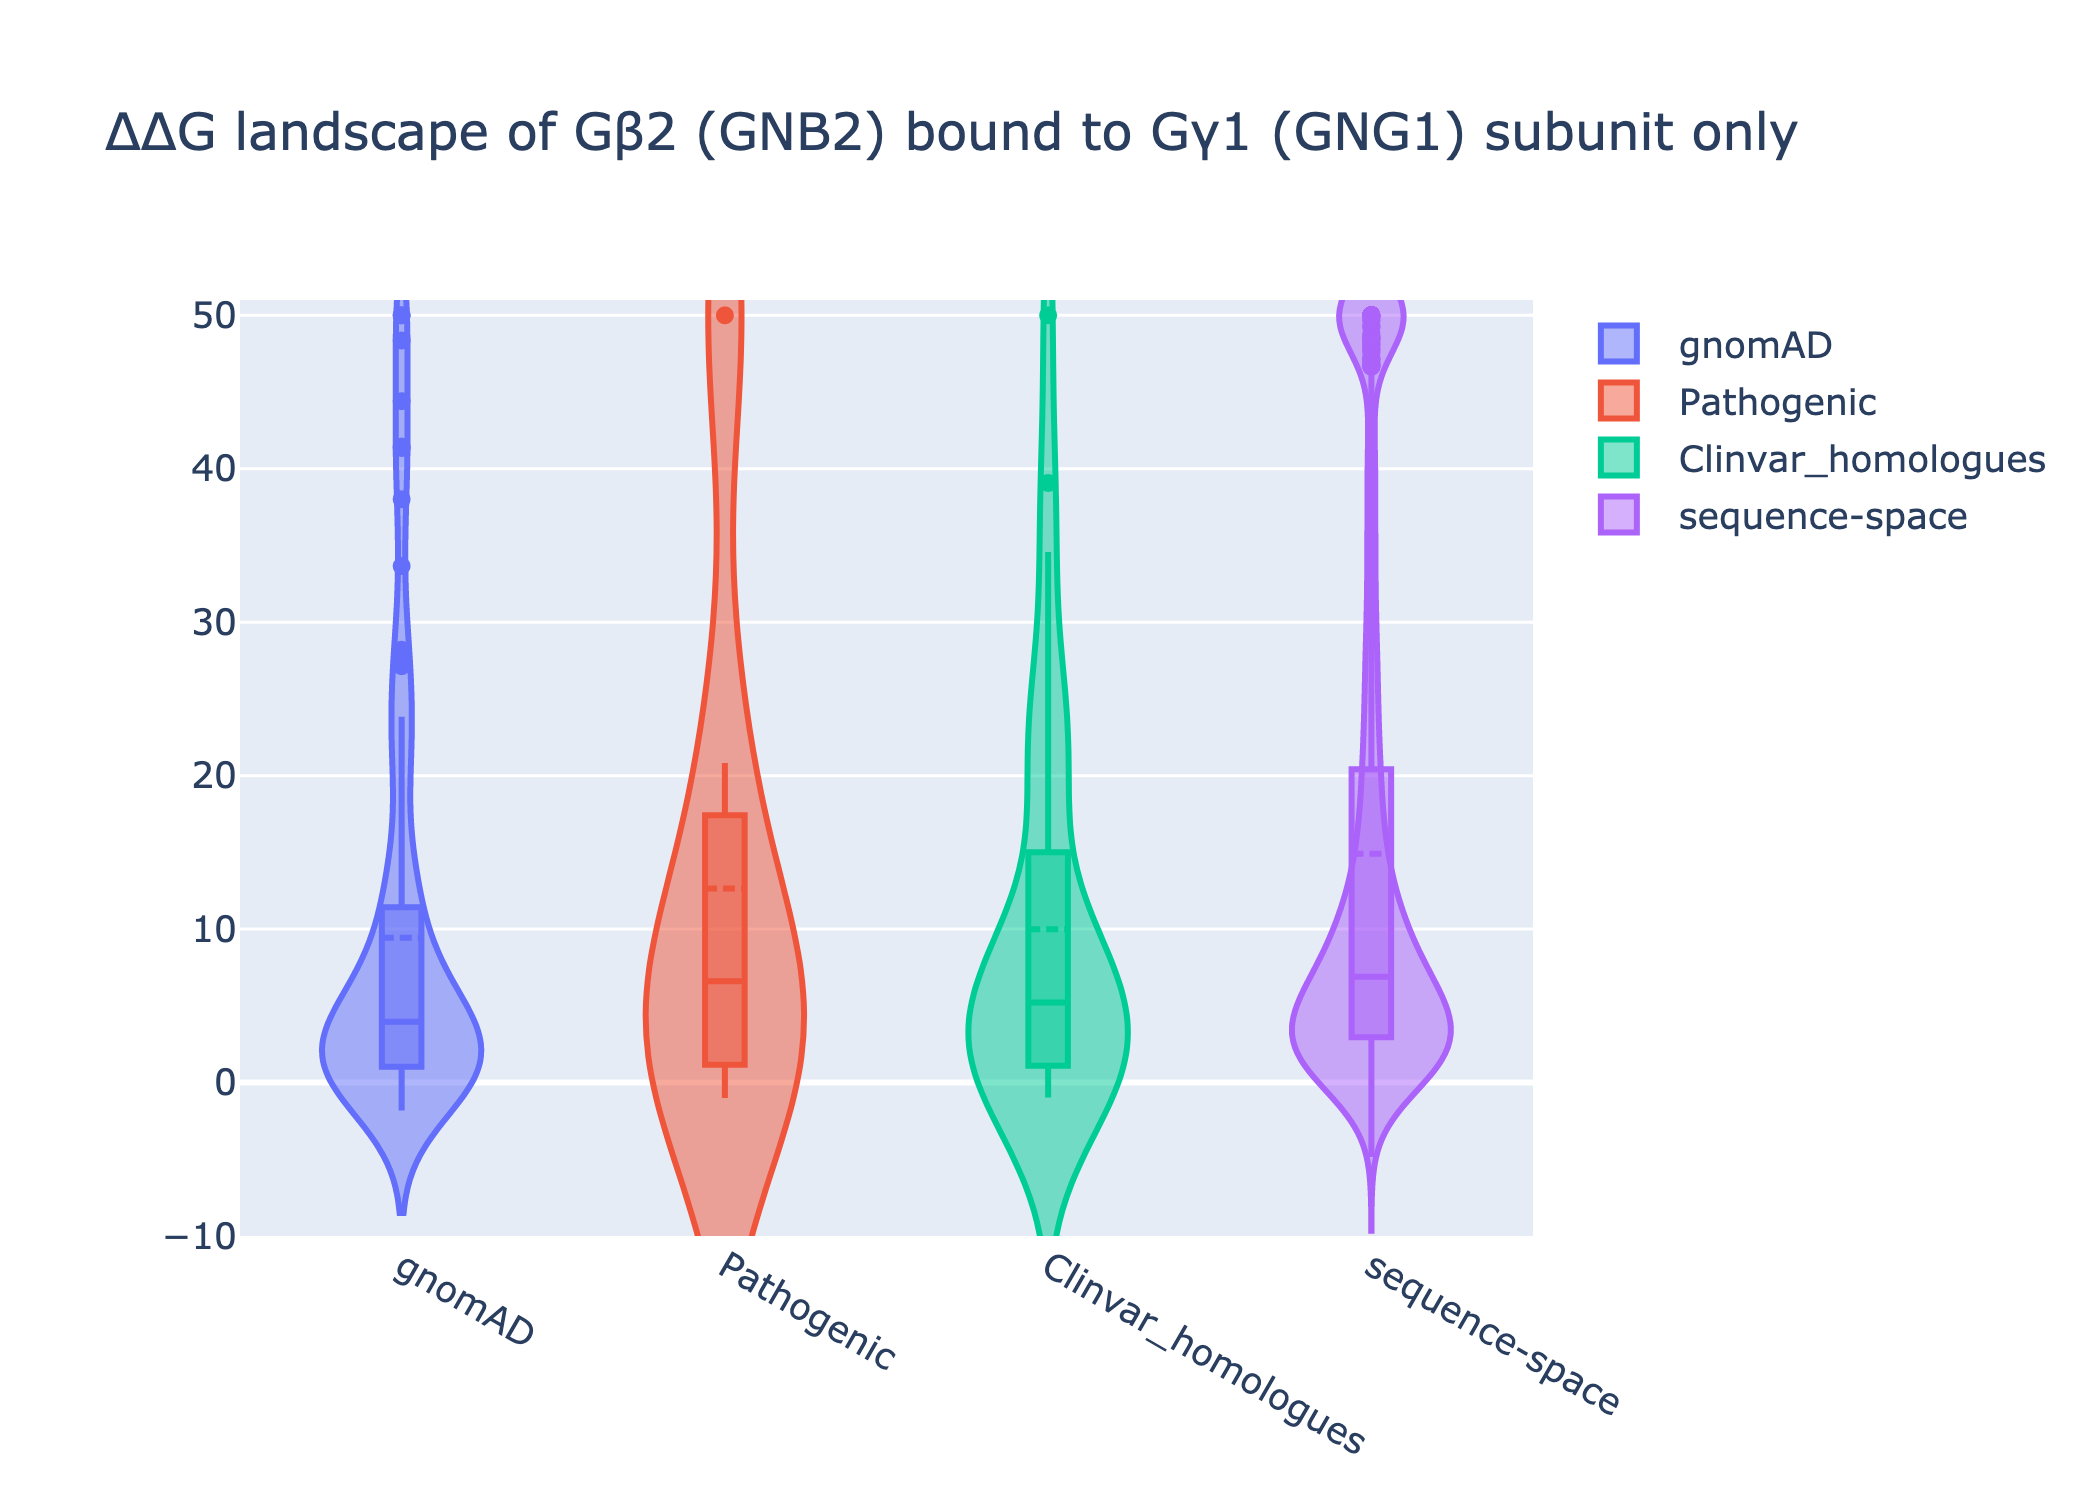 ΔΔG landscape of Gβ2 (GNB2) bound to Gγ1 (GNG1) subunit only
50
40
30
20
10
0
−10
gnomAD
Pathogenic
Clinvar_homologues
sequence-space
gnomAD
Pathogenic
Clinvar_homologues
sequence-space